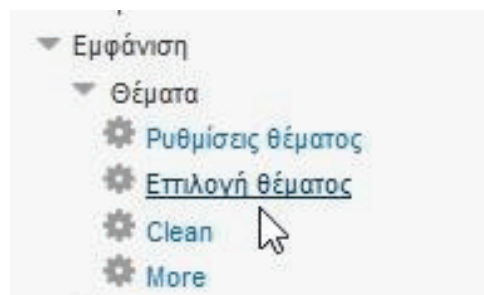 Εμφάνιση
Θέματα
Ρυθμίσεις θέματος
Επιλογή θέματος
Clean
More